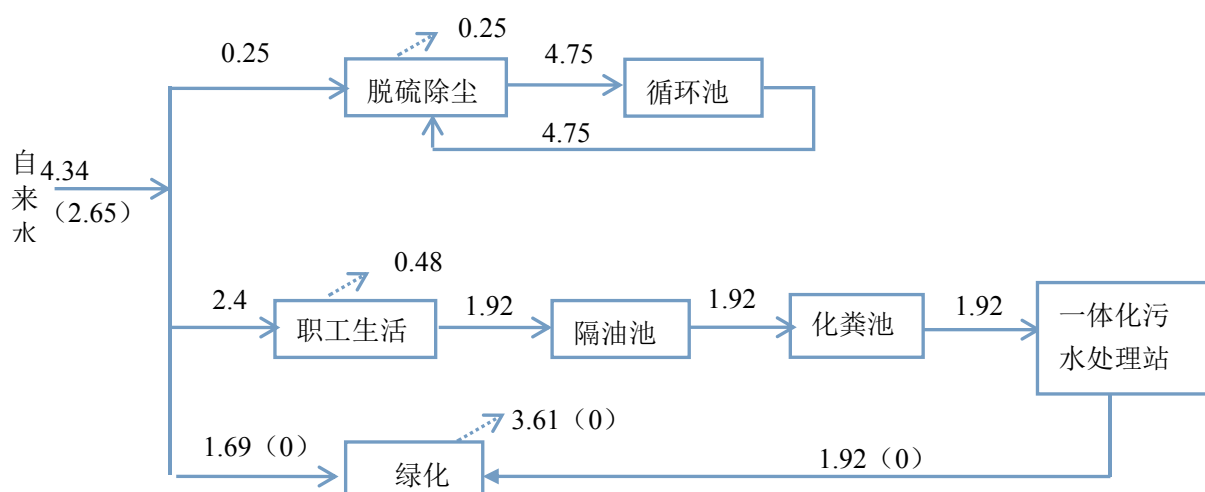 0.25
0.25
4.75
脱硫除尘
循环池
4.75
自来水
4.34
（2.65）
0.48
2.4
职工生活
1.92
隔油池
1.92
化粪池
1.92
一体化污
水处理站
3.61（0）
1.69（0）
绿化
1.92（0）